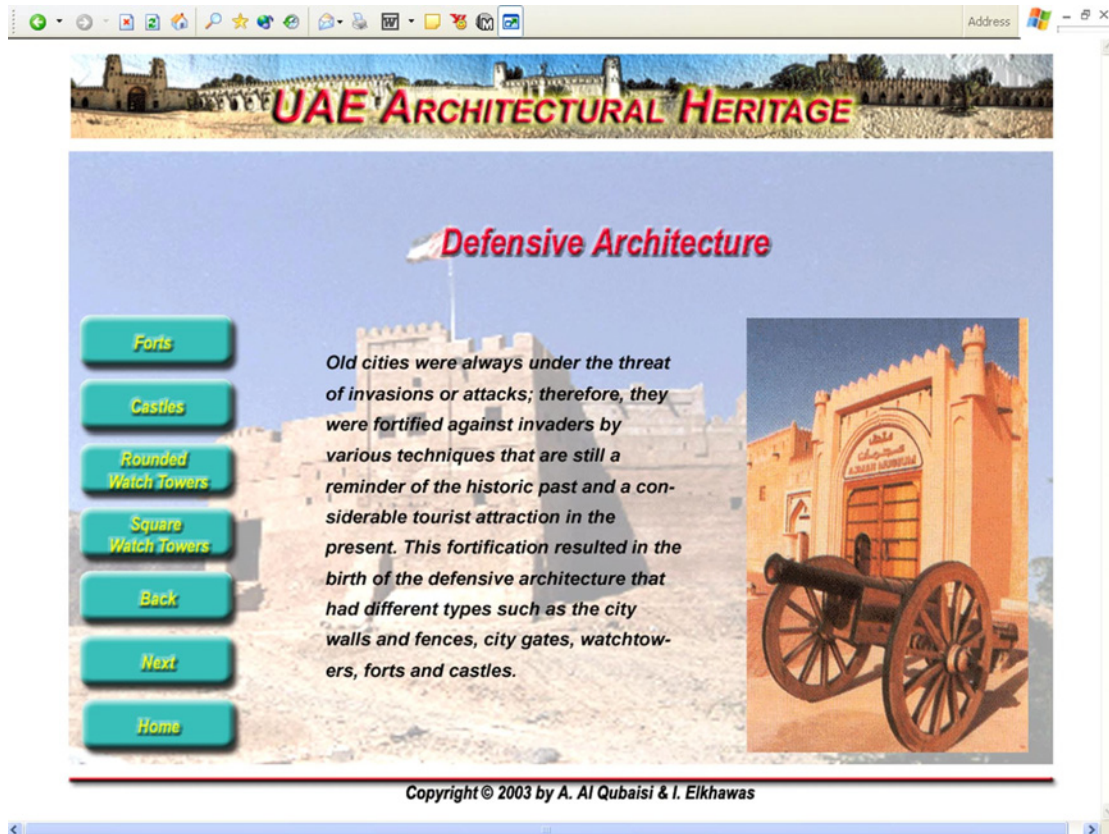 Address
UAE ARCHITECTURAL HERITAGE
Defensive Architecture
Forts
Castles
Rounded
Watch Towers
Square
Watch Towers
Back
Next
Home
Old cities were always under the threat
of invasions or attacks; therefore, they
were fortified against invaders by
various techniques that are still a
reminder of the historic past and a con-
siderable tourist attraction in the
present. This fortification resulted in the
birth of the defensive architecture that
had different types such as the city
walls and fences, city gates, watchtow-
ers, forts and castles.
AJMAN MUSEUM
Copyright © 2003 by A. Al Qubaisi & I. Elkhawas